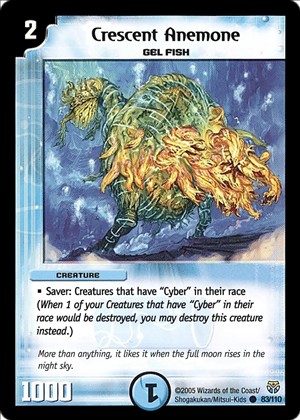 2
Crescent Anemone
GEL FISH
CREATURE
▪ Saver: Creatures that have “Cyber” in their race
(When 1 of your Creatures that have “Cyber” in their
race would be destroyed, you may destroy this creature
instead.)
More than anything, it likes it when the full moon rises in the
night sky.
1000
1
©2005 Wizards of the Coast/
Shogakukan/Mitsui-Kids ● 83/110